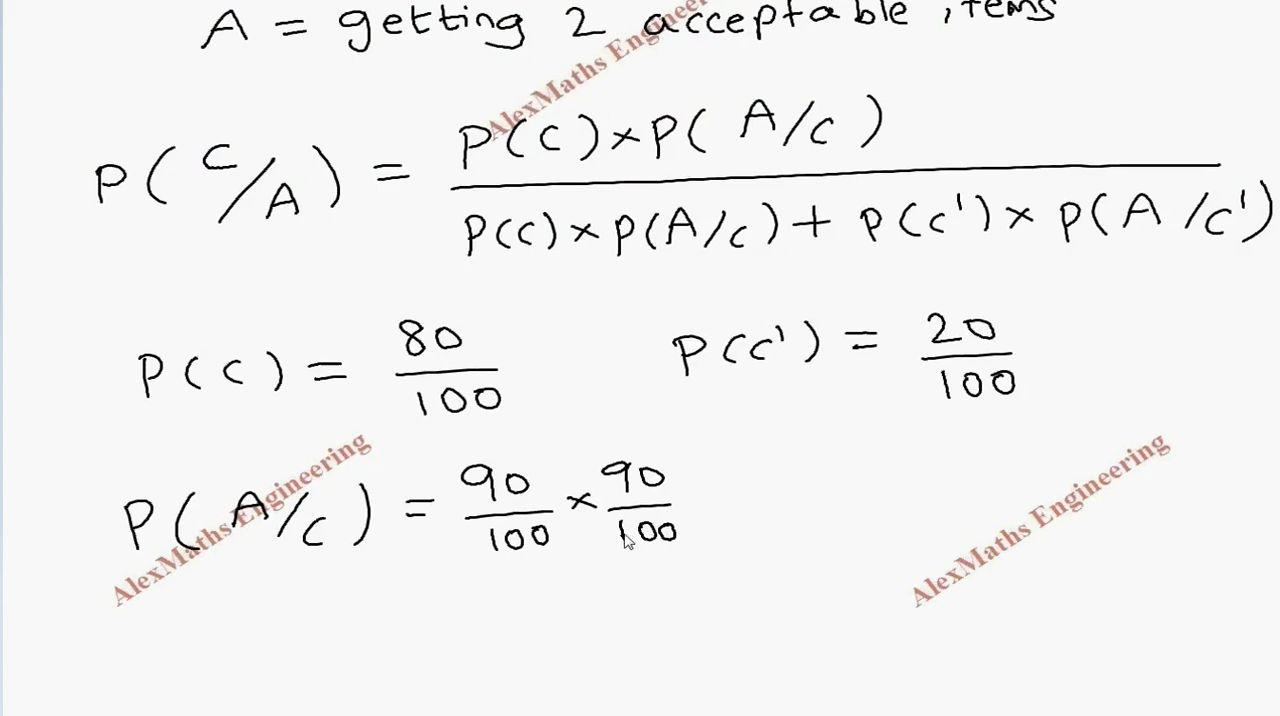 A = getting 2 acceptable items
P(C/A) = P(C)×P(A/C)
P(C)×P(A/C)+P(C')×P(A/C')
P(C) = 80/100 P(C') = 20/100
P(A/C) = 90/100 × 90/100
AlexMaths Engineering
AlexMaths Engineering
AlexMaths Engineering